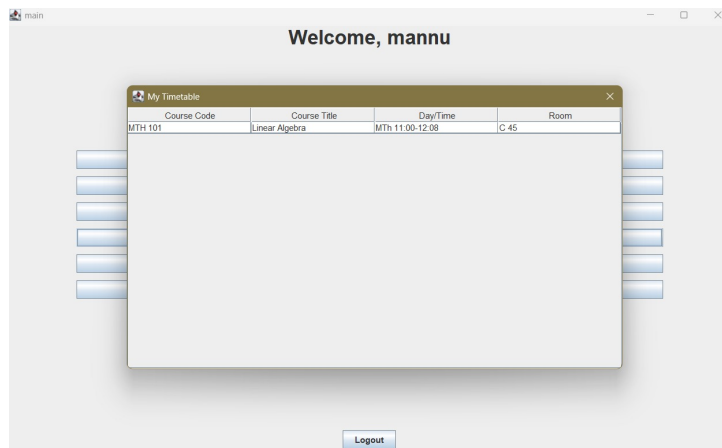 main
Welcome, mannu
My Timetable
Course Code Course Title Day/Time Room
MTH 101 Linear Algebra MTh 11:00-12:08 C 45
Logout